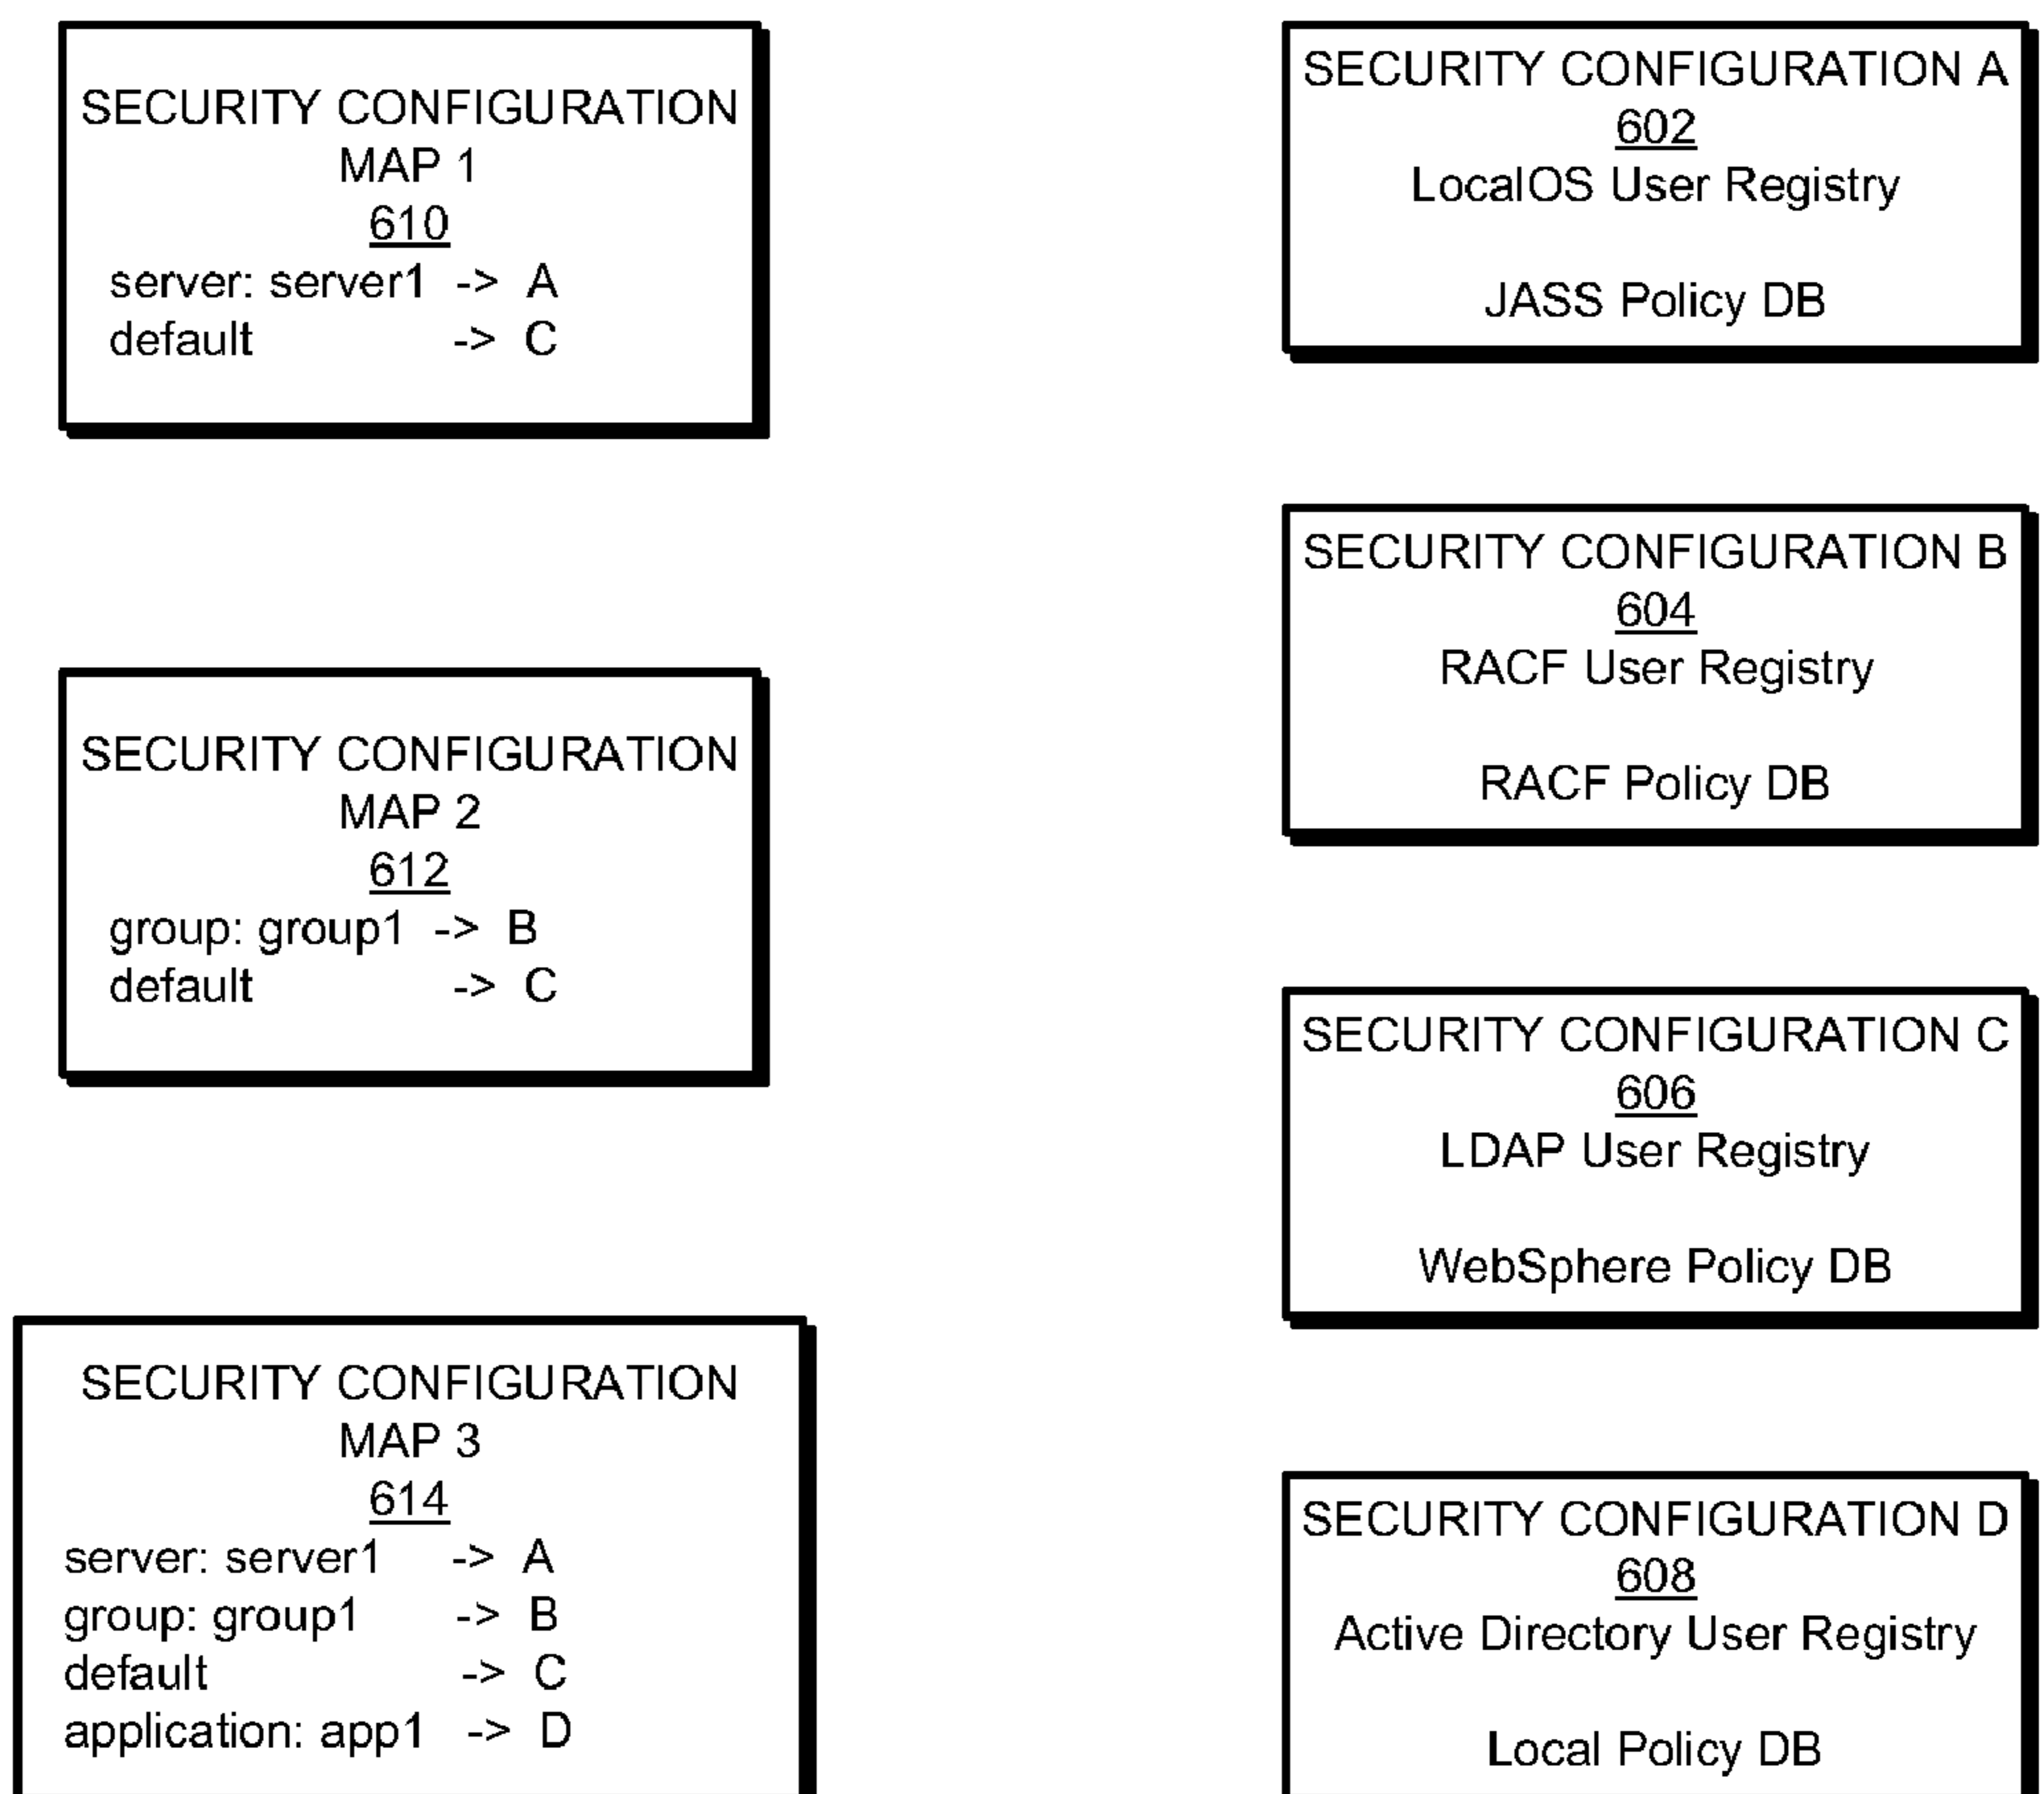 SECURITY CONFIGURATION
MAP 1
610
server: server1 -> A
default -> C
SECURITY CONFIGURATION
MAP 2
612
group: group1 -> B
default -> C
SECURITY CONFIGURATION
MAP 3
614
server: server1 -> A
group: group1 -> B
default -> C
application: app1 -> D
SECURITY CONFIGURATION A
602
LocalOS User Registry
JASS Policy DB
SECURITY CONFIGURATION B
604
RACF User Registry
RACF Policy DB
SECURITY CONFIGURATION C
606
LDAP User Registry
WebSphere Policy DB
SECURITY CONFIGURATION D
608
Active Directory User Registry
Local Policy DB